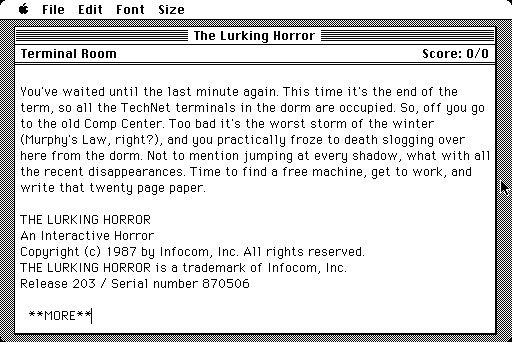 File Edit Font Size
The Lurking Horror
Terminal Room Score: 0/0
You've waited until the last minute again. This time it's the end of the
term, so all the TechNet terminals in the dorm are occupied. So, off you go
to the old Comp Center. Too bad it's the worst storm of the winter
(Murphy's Law, right?), and you practically froze to death slogging over
here from the dorm. Not to mention jumping at every shadow, what with all
the recent disappearances. Time to find a free machine, get to work, and
write that twenty page paper.
THE LURKING HORROR
An Interactive Horror
Copyright (c) 1987 by Infocom, Inc. All rights reserved.
THE LURKING HORROR is a trademark of Infocom, Inc.
Release 203 / Serial number 870506
**MORE**